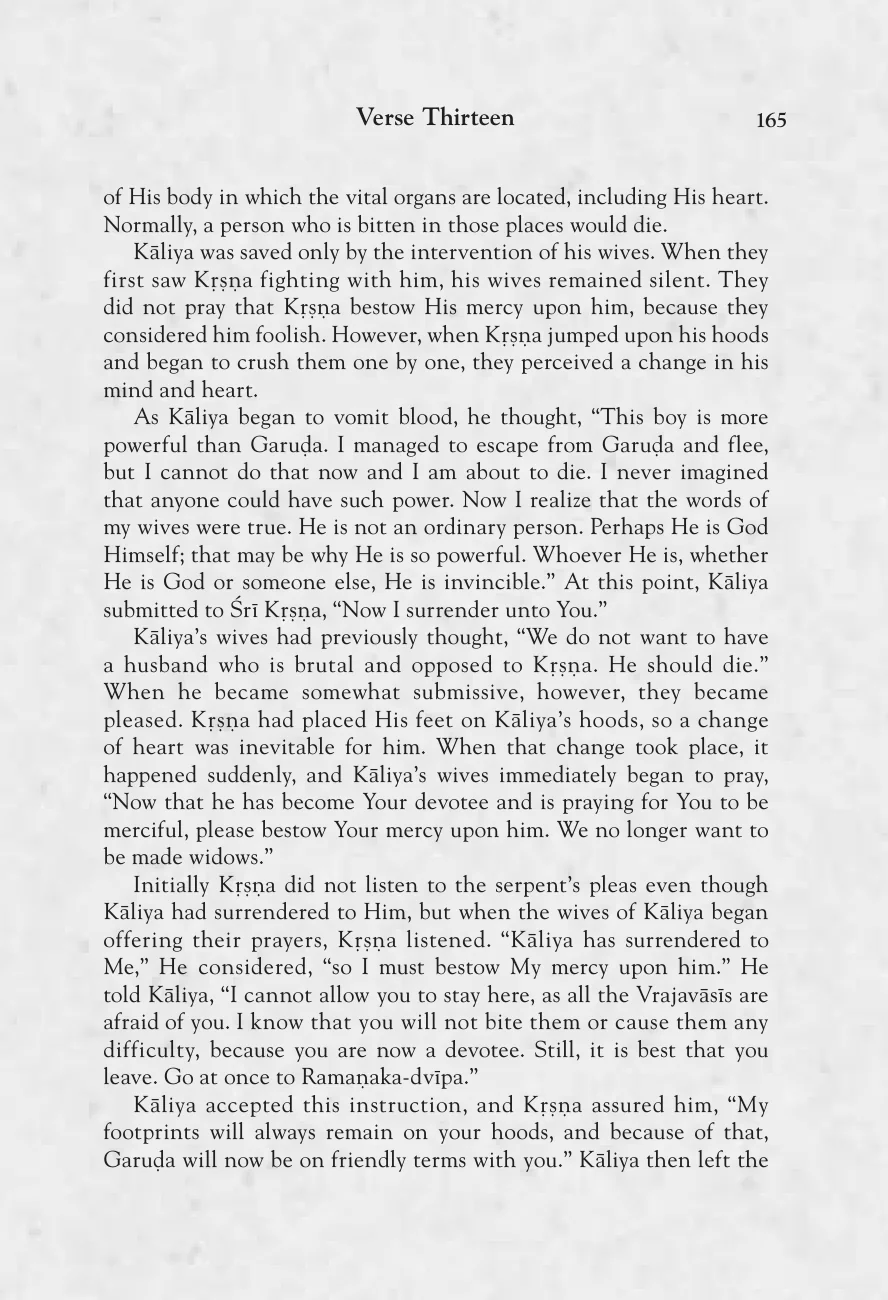 Verse Thirteen 165
of His body in which the vital organs are located, including His heart.
Normally, a person who is bitten in those places would die.
Kāliya was saved only by the intervention of his wives. When they
first saw Kṛṣṇa fighting with him, his wives remained silent. They
did not pray that Kṛṣṇa bestow His mercy upon him, because they
considered him foolish. However, when Kṛṣṇa jumped upon his hoods
and began to crush them one by one, they perceived a change in his
mind and heart.
As Kāliya began to vomit blood, he thought, “This boy is more
powerful than Garuḍa. I managed to escape from Garuḍa and flee,
but I cannot do that now and I am about to die. I never imagined
that anyone could have such power. Now I realize that the words of
my wives were true. He is not an ordinary person. Perhaps He is God
Himself; that may be why He is so powerful. Whoever He is, whether
He is God or someone else, He is invincible.” At this point, Kāliya
submitted to Śrī Kṛṣṇa, “Now I surrender unto You.”
Kāliya’s wives had previously thought, “We do not want to have
a husband who is brutal and opposed to Kṛṣṇa. He should die.”
When he became somewhat submissive, however, they became
pleased. Kṛṣṇa had placed His feet on Kāliya’s hoods, so a change
of heart was inevitable for him. When that change took place, it
happened suddenly, and Kāliya’s wives immediately began to pray,
“Now that he has become Your devotee and is praying for You to be
merciful, please bestow Your mercy upon him. We no longer want to
be made widows.”
Initially Kṛṣṇa did not listen to the serpent’s pleas even though
Kāliya had surrendered to Him, but when the wives of Kāliya began
offering their prayers, Kṛṣṇa listened. “Kāliya has surrendered to
Me,” He considered, “so I must bestow My mercy upon him.” He
told Kāliya, “I cannot allow you to stay here, as all the Vrajavāsīs are
afraid of you. I know that you will not bite them or cause them any
difficulty, because you are now a devotee. Still, it is best that you
leave. Go at once to Ramaṇaka-dvīpa.”
Kāliya accepted this instruction, and Kṛṣṇa assured him, “My
footprints will always remain on your hoods, and because of that,
Garuḍa will now be on friendly terms with you.” Kāliya then left the